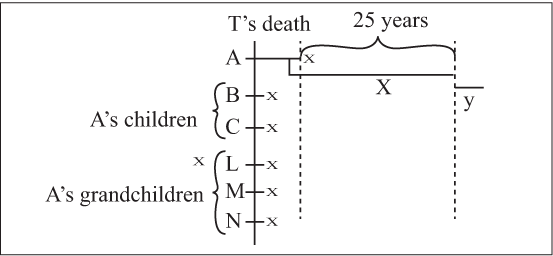 T’s death
25 years
A x
X
y
B x
A’s children
C x
x L x
A’s grandchildren
M x
N x